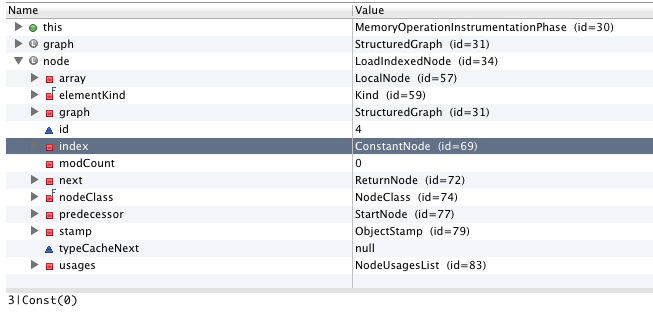 Name Value
this MemoryOperationInstrumentationPhase (id=30)
graph StructuredGraph (id=31)
node LoadIndexedNode (id=34)
array LocalNode (id=57)
elementKind Kind (id=59)
graph StructuredGraph (id=31)
id 4
index ConstantNode (id=69)
modCount 0
next ReturnNode (id=72)
nodeClass NodeClass (id=74)
predecessor StartNode (id=77)
stamp ObjectStamp (id=79)
typeCacheNext null
usages NodeUsagesList (id=83)
3|Const(0)